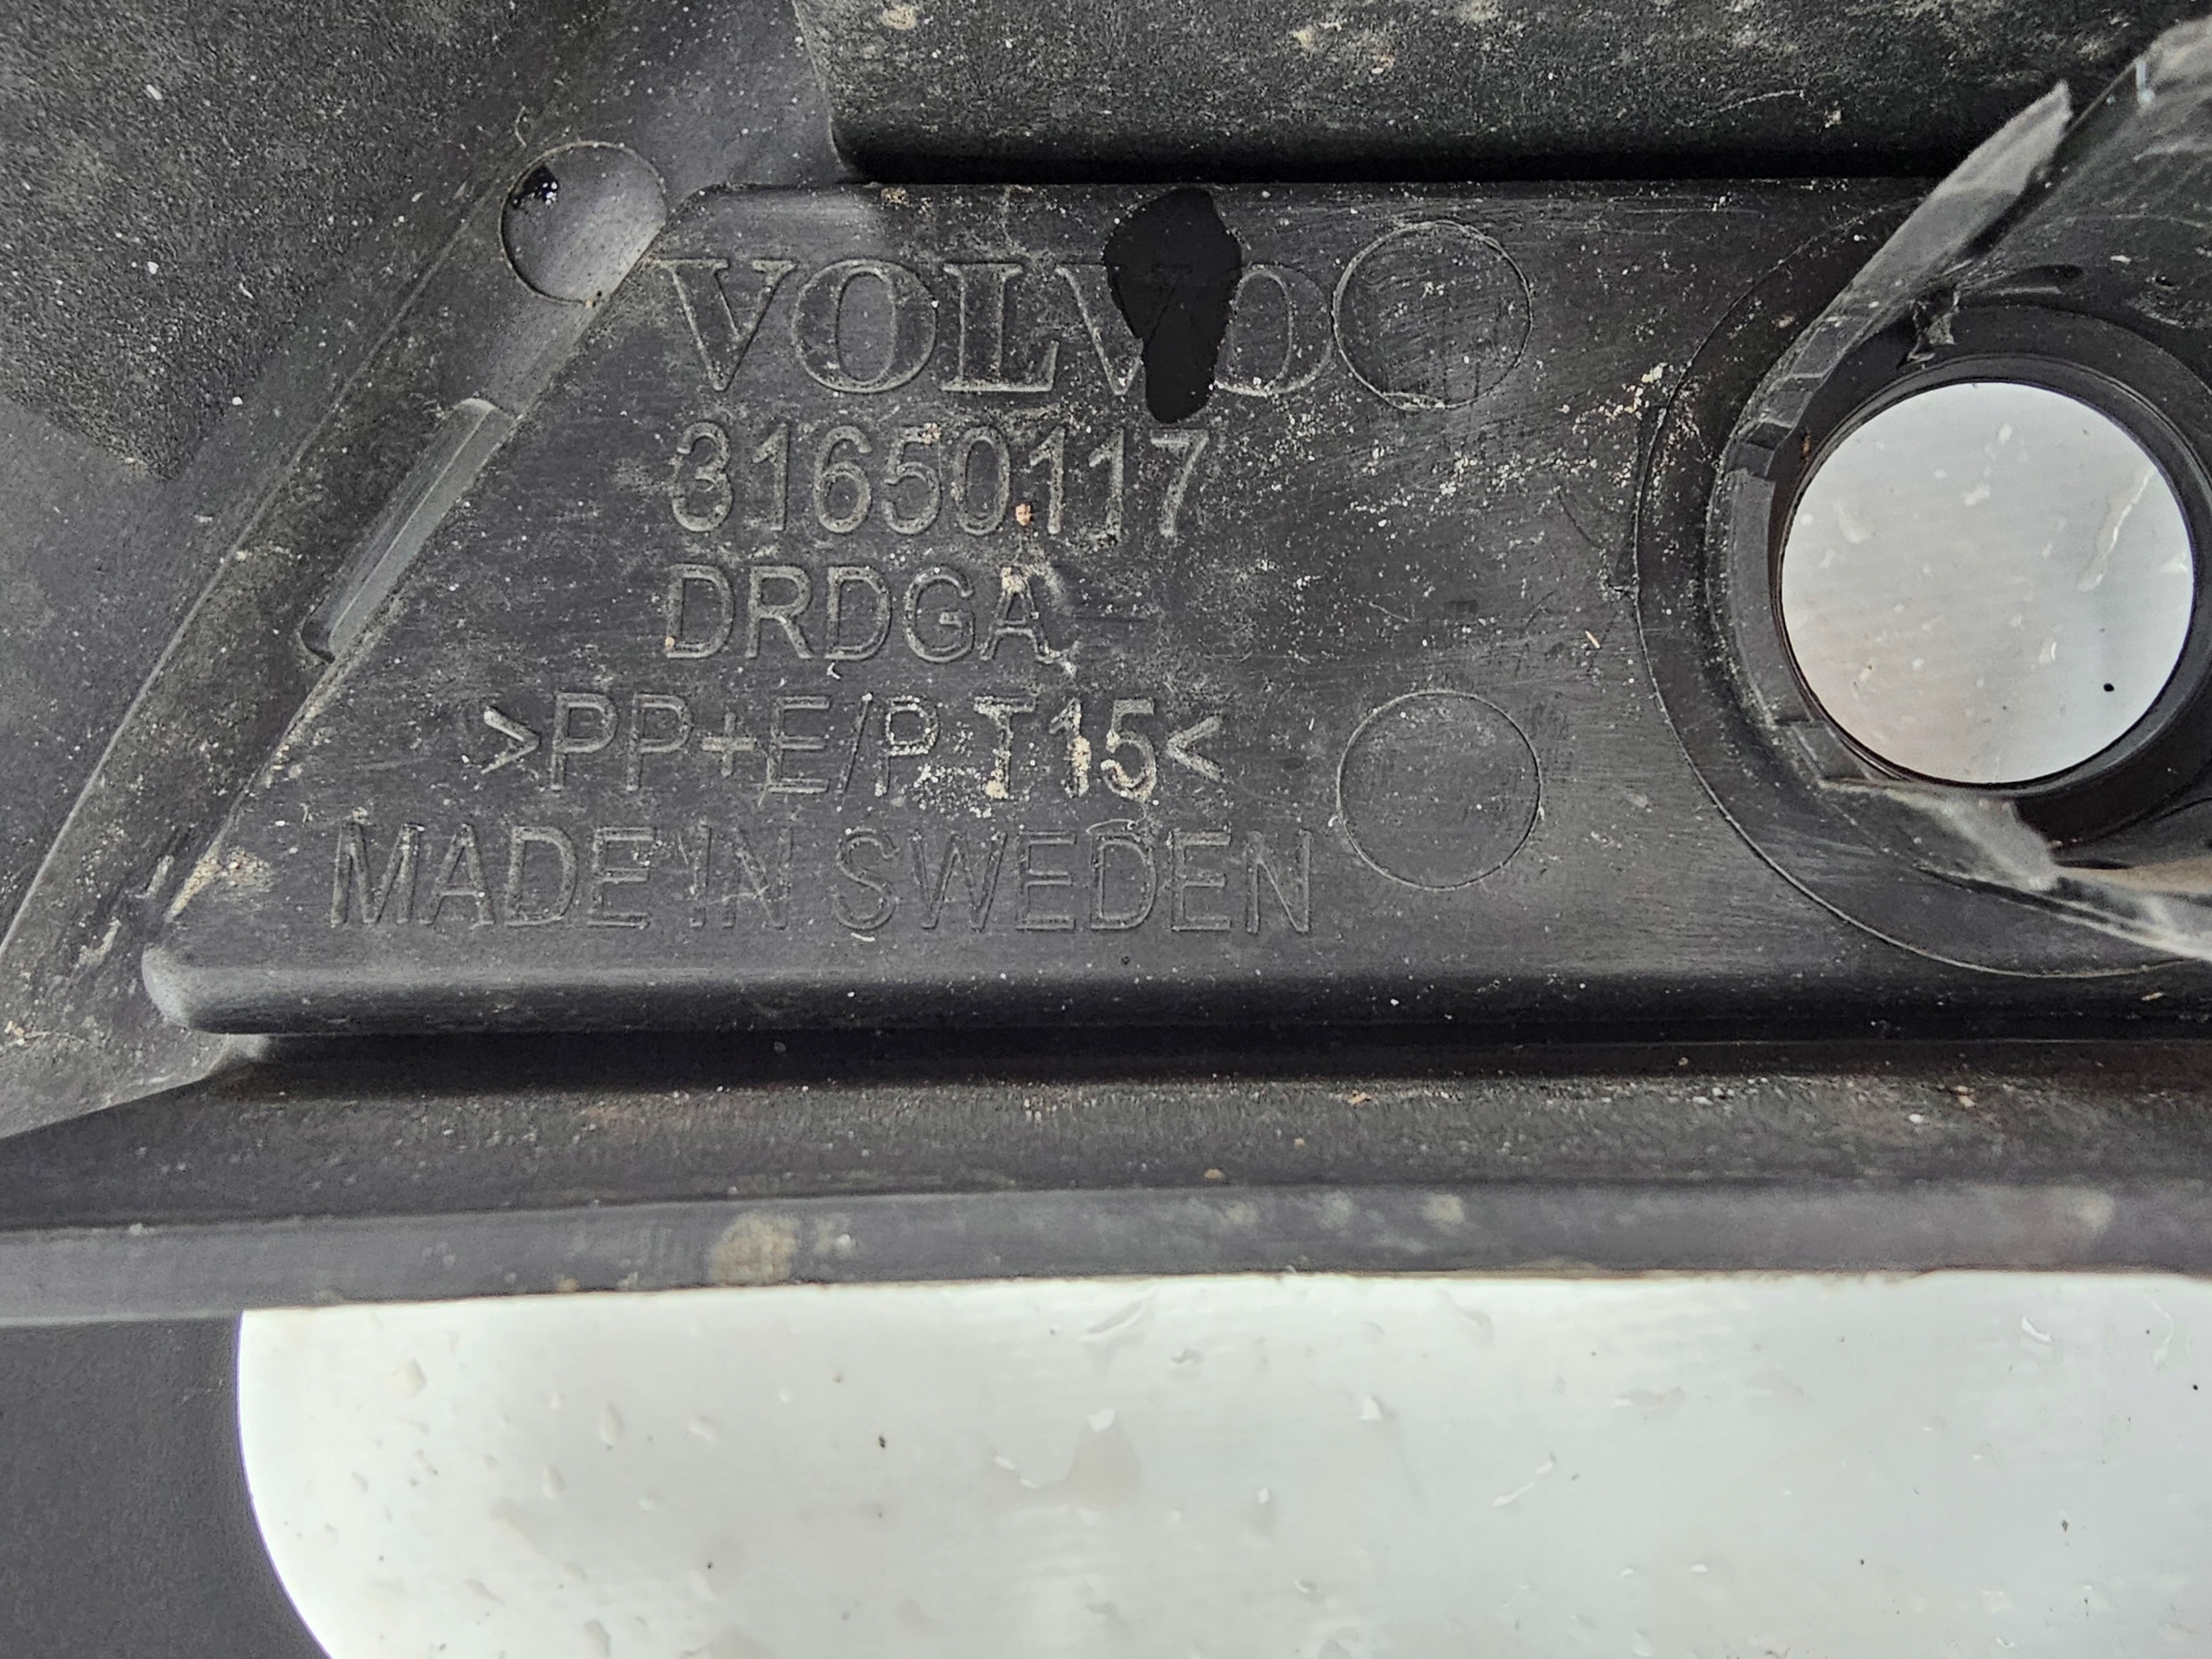 VOLVO
31650117
DRDGA
>PP+E/P-T15<
MADE IN SWEDEN